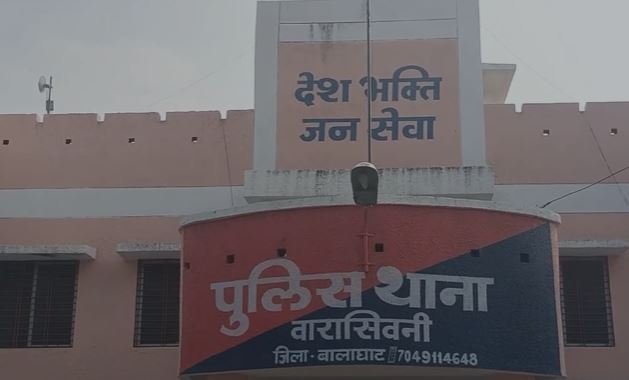 देश भक्ति
जन सेवा
पुलिस थाना
वारासिवनी
जिला - बालाघाट 7049114648